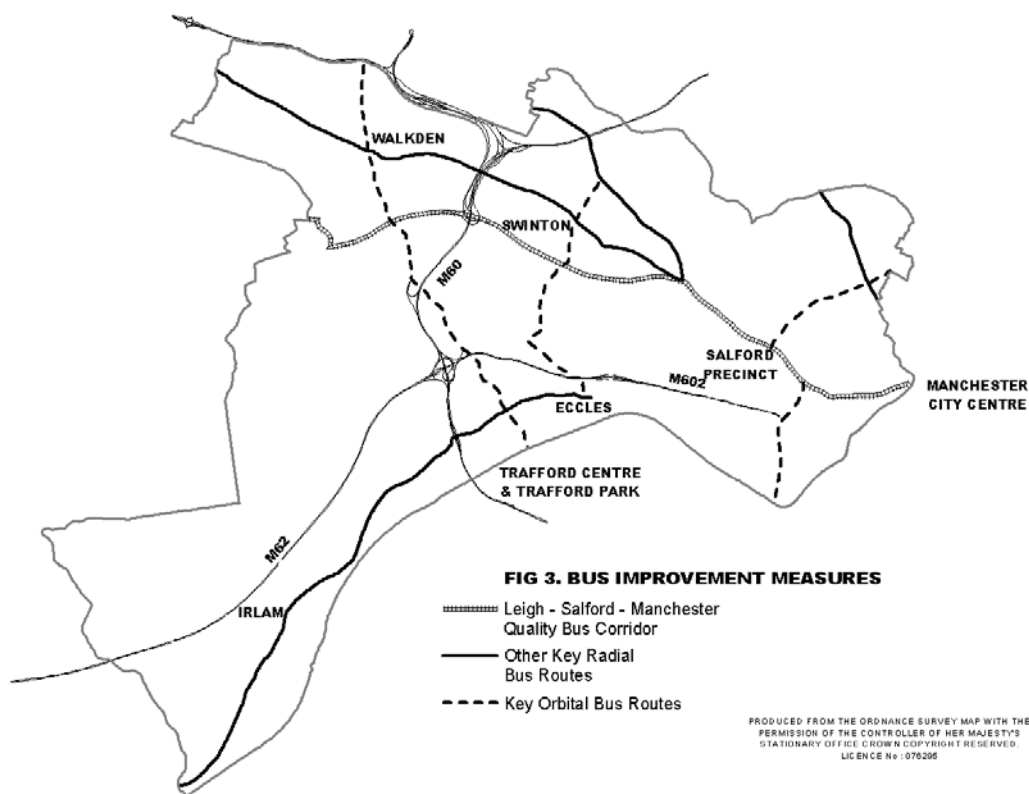 WALKDEN
SWINTON
M60
SALFORD
PRECINCT
M602
MANCHESTER
CITY CENTRE
ECCLES
TRAFFORD CENTRE
& TRAFFORD PARK
M62
IRLAM
FIG 3. BUS IMPROVEMENT MEASURES
Leigh - Salford - Manchester
Quality Bus Corridor
Other Key Radial
Bus Routes
Key Orbital Bus Routes
PRODUCED FROM THE ORDNANCE SURVEY MAP WITH THE
PERMISSION OF THE CONTROLLER OF HER MAJESTY'S
STATIONARY OFFICE CROWN COPYRIGHT RESERVED.
LICENCE No : 076295